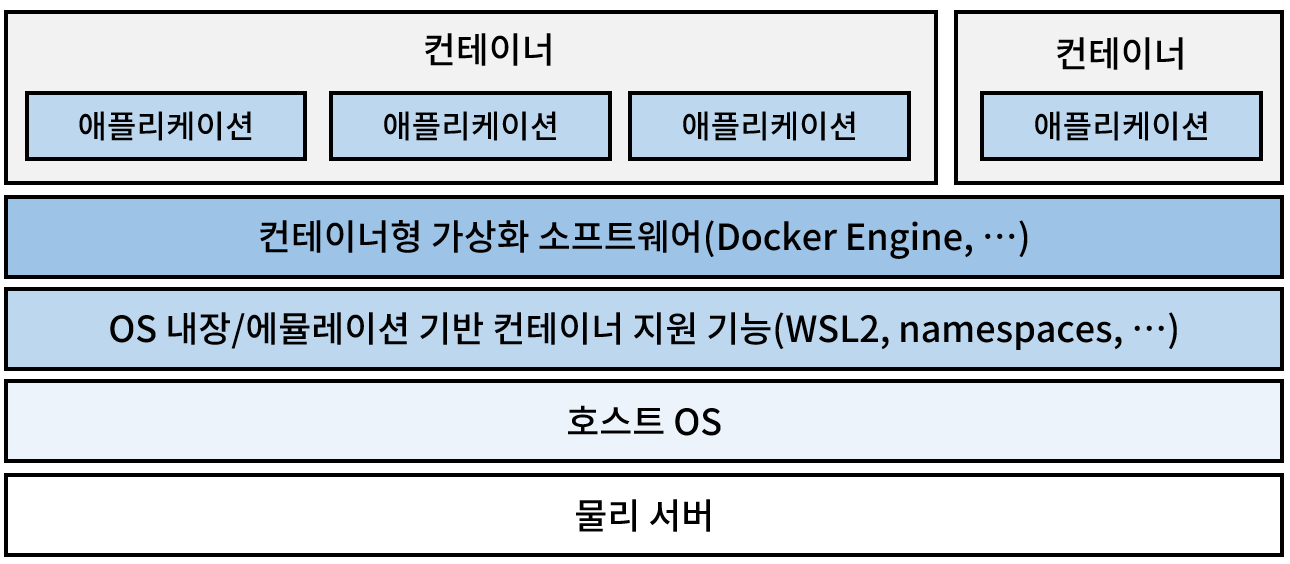 컨테이너
애플리케이션
애플리케이션
애플리케이션
컨테이너
애플리케이션
컨테이너형 가상화 소프트웨어(Docker Engine, …)
OS 내장/에뮬레이션 기반 컨테이너 지원 기능(WSL2, namespaces, …)
호스트 OS
물리 서버